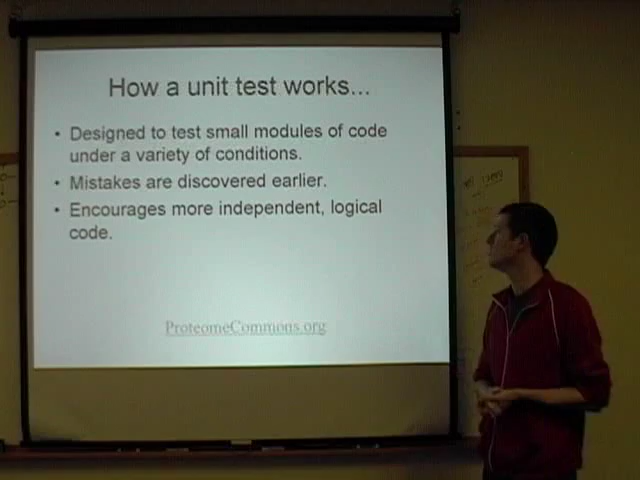 How a unit test works...
• Designed to test small modules of code
under a variety of conditions.
• Mistakes are discovered earlier.
• Encourages more independent, logical
code.
ProteomeCommons.org